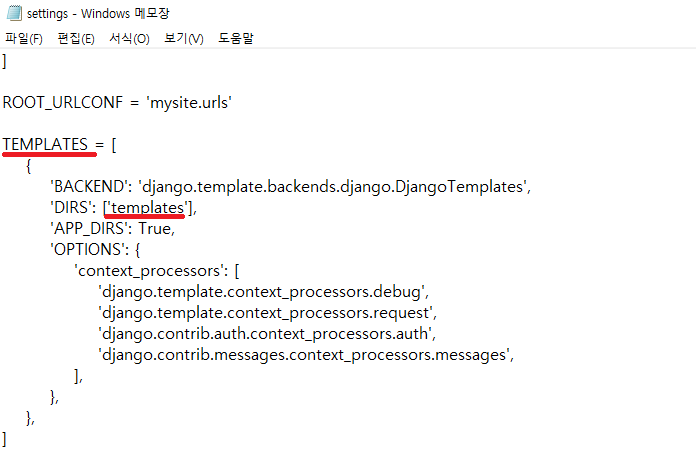 settings - Windows 메모장
파일(F) 편집(E) 서식(O) 보기(V) 도움말
]
ROOT_URLCONF = 'mysite.urls'
TEMPLATES = [
{
'BACKEND': 'django.template.backends.django.DjangoTemplates',
'DIRS': ['templates'],
'APP_DIRS': True,
'OPTIONS': {
'context_processors': [
'django.template.context_processors.debug',
'django.template.context_processors.request',
'django.contrib.auth.context_processors.auth',
'django.contrib.messages.context_processors.messages',
],
},
},
]